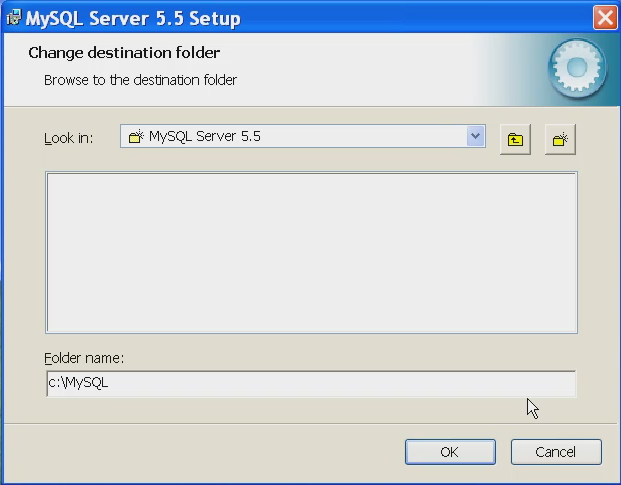 MySQL Server 5.5 Setup
Change destination folder
Browse to the destination folder
Look in:
MySQL Server 5.5
Folder name:
c:\MySQL
OK
Cancel